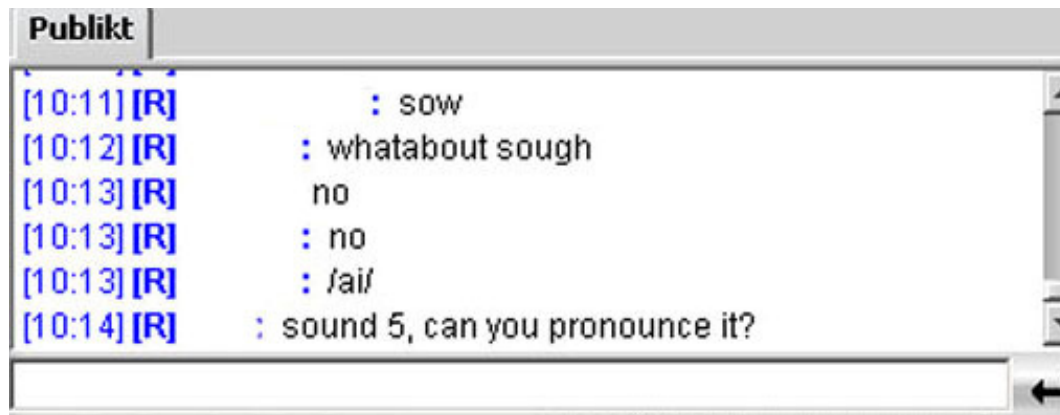 Publikt
[10:11] [R] : sow
[10:12] [R] : whatabout sough
[10:13] [R] no
[10:13] [R] : no
[10:13] [R] : /ai/
[10:14] [R] : sound 5, can you pronounce it?